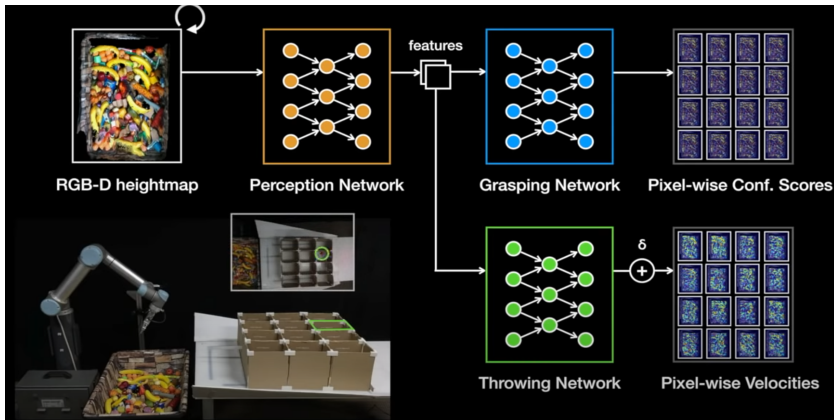 features
RGB-D heightmap
Perception Network
Grasping Network
Pixel-wise Conf. Scores
δ
+
Throwing Network
Pixel-wise Velocities